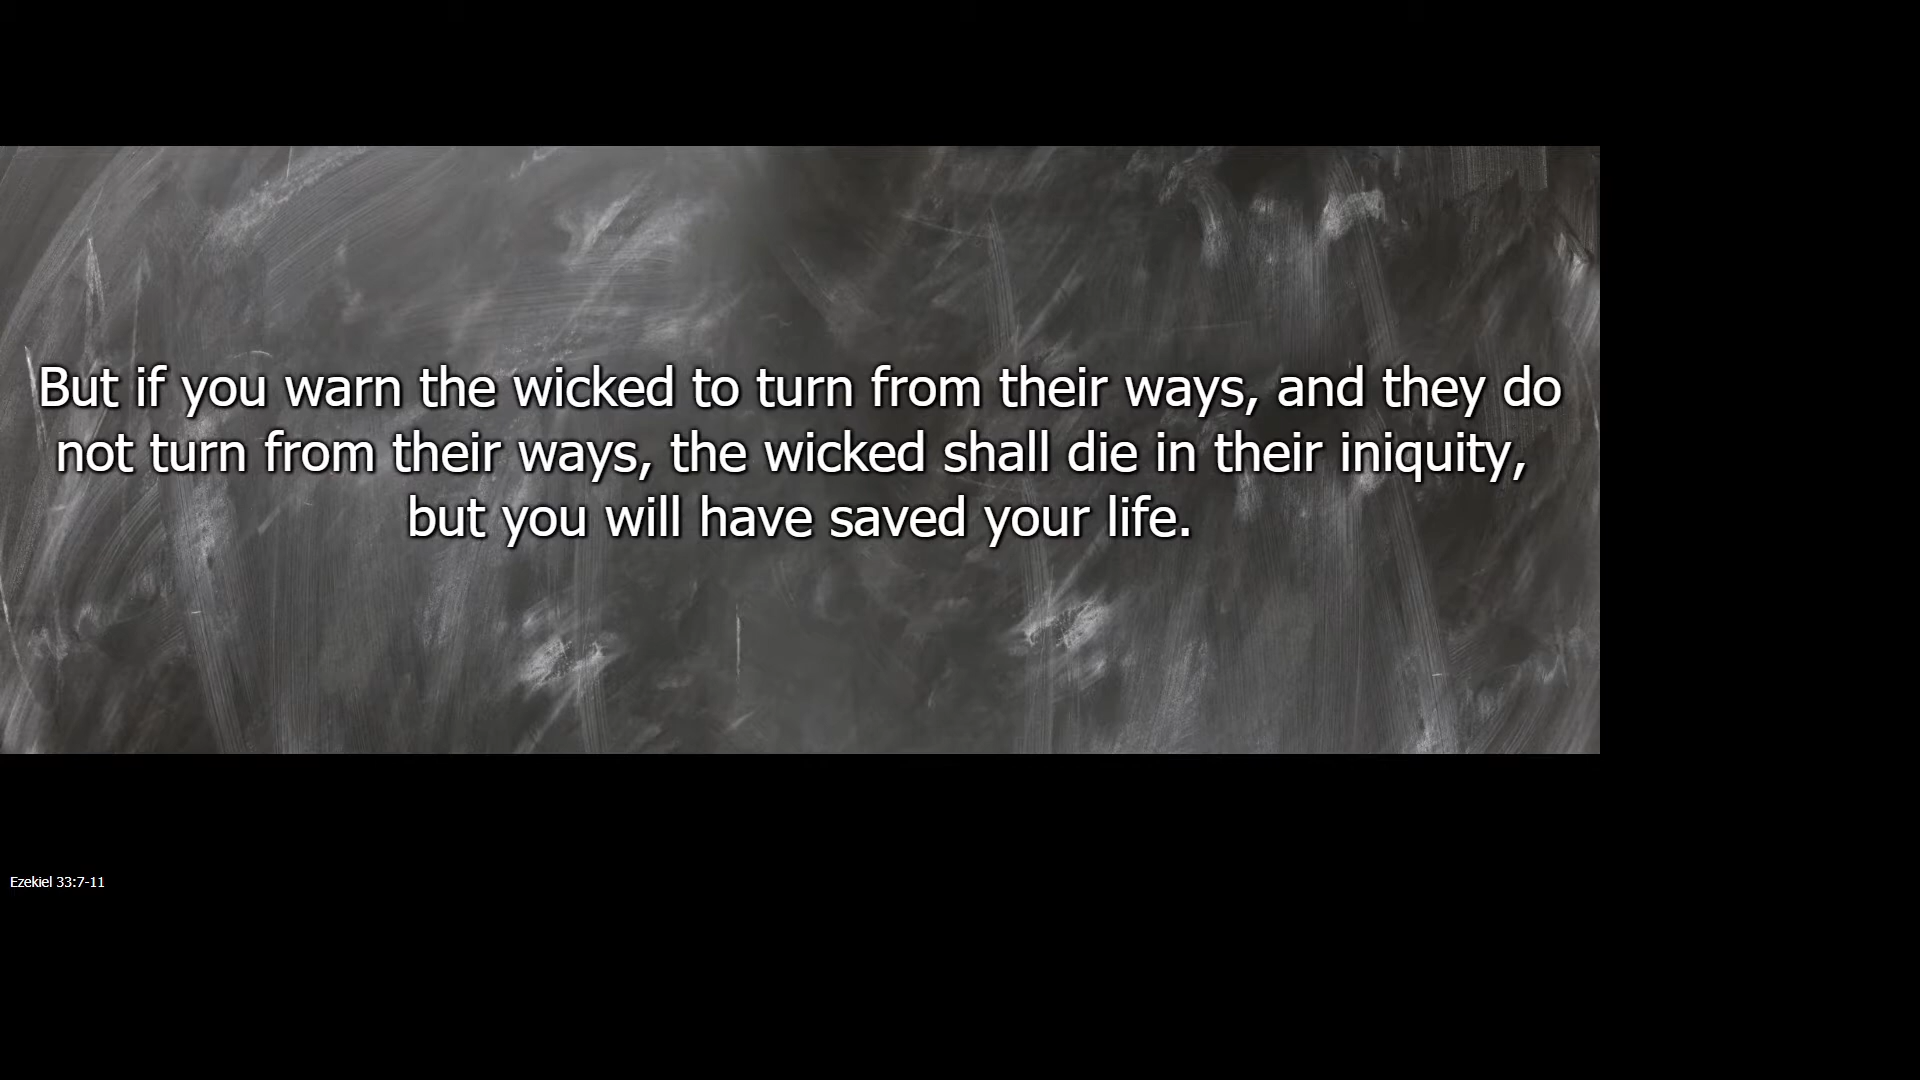 But if you warn the wicked to turn from their ways, and they do
not turn from their ways, the wicked shall die in their iniquity,
but you will have saved your life.
Ezekiel 33:7-11